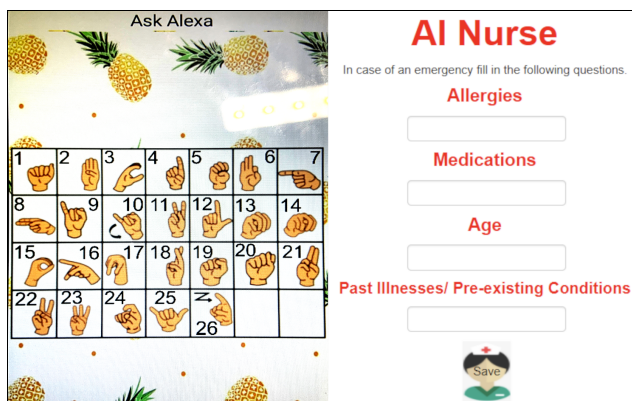 Ask Alexa
1 2 3 4 5 6 7
8 9 10 11 12 13 14
15 16 17 18 19 20 21
22 23 24 25 26
AI Nurse
In case of an emergency fill in the following questions.
Allergies
Medications
Age
Past Illnesses/ Pre-existing Conditions
Save